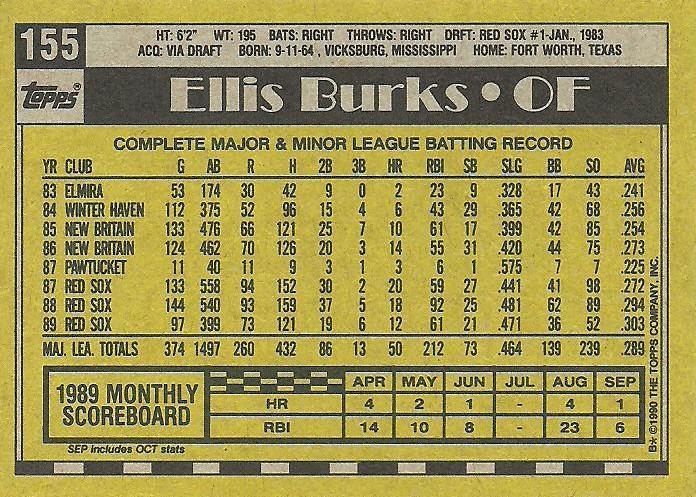 155
HT: 6'2" WT: 195 BATS: RIGHT THROWS: RIGHT DRFT: RED SOX #1-JAN., 1983
ACQ: VIA DRAFT BORN: 9-11-64 , VICKSBURG, MISSISSIPPI HOME: FORT WORTH, TEXAS
TOPPS®
Ellis Burks • OF
COMPLETE MAJOR & MINOR LEAGUE BATTING RECORD
YR CLUB G AB R H 2B 3B HR RBI SB SLG BB SO AVG
83 ELMIRA 53 174 30 42 9 0 2 23 9 .328 17 43 .241
84 WINTER HAVEN 112 375 52 96 15 4 6 43 29 .365 42 68 .256
85 NEW BRITAIN 133 476 66 121 25 7 10 61 17 .399 42 85 .254
86 NEW BRITAIN 124 462 70 126 20 3 14 55 31 .420 44 75 .273
87 PAWTUCKET 11 40 11 9 3 1 3 6 1 .575 7 7 .225
87 RED SOX 133 558 94 152 30 2 20 59 27 .441 41 98 .272
88 RED SOX 144 540 93 159 37 5 18 92 25 .481 62 89 .294
89 RED SOX 97 399 73 121 19 6 12 61 21 .471 36 52 .303
MAJ. LEA. TOTALS 374 1497 260 432 86 13 50 212 73 .464 139 239 .289
1989 MONTHLY
SCOREBOARD
APR MAY JUN JUL AUG SEP
HR 4 2 1 - 4 1
RBI 14 10 8 - 23 6
SEP includes OCT stats
B* ©1990 THE TOPPS COMPANY, INC.